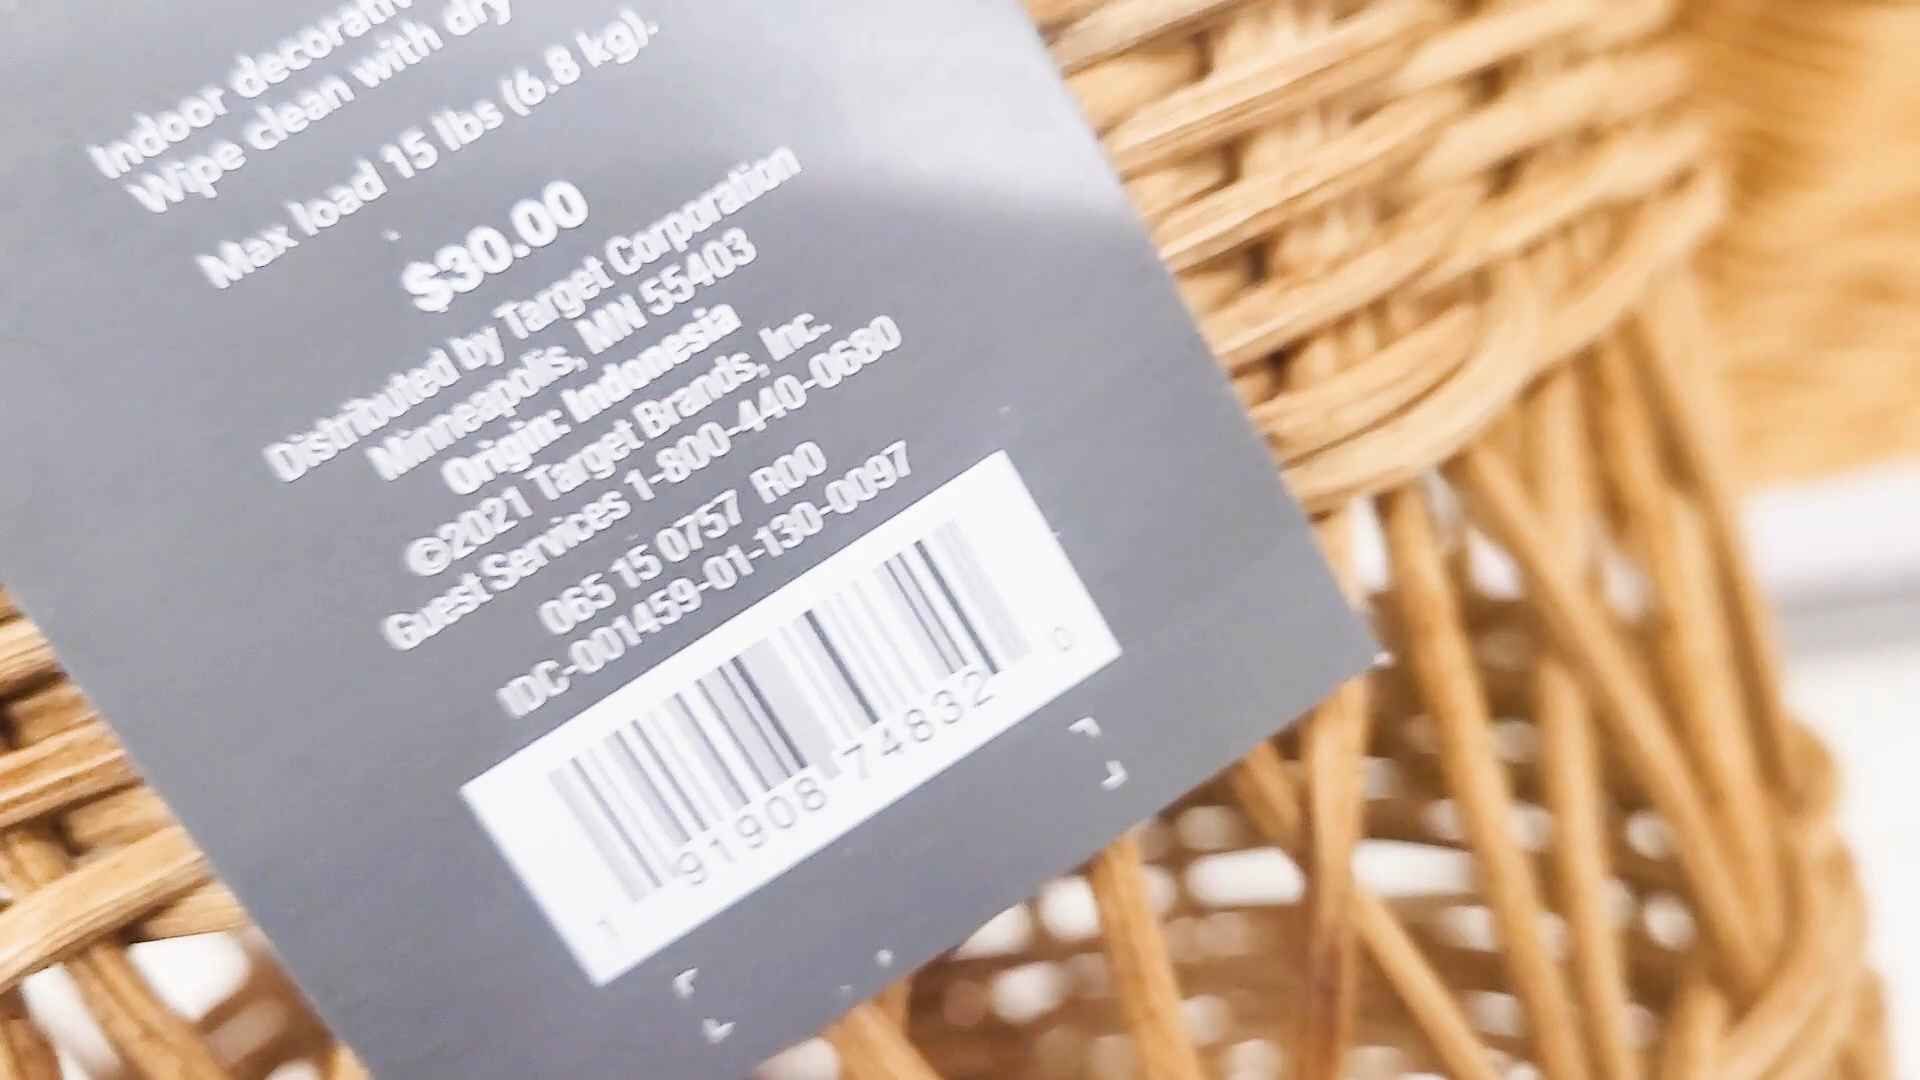 Indoor decorativ
Wipe clean with dry
Max load 15 lbs (6.8 kg).
$30.00
Distributed by Target Corporation
Minneapolis, MN 55403
Origin: Indonesia
©2021 Target Brands, Inc.
Guest Services 1-800-440-0680
065 15 0757 R00
IDC-001459-01-130-0097
1 91908 74832 0